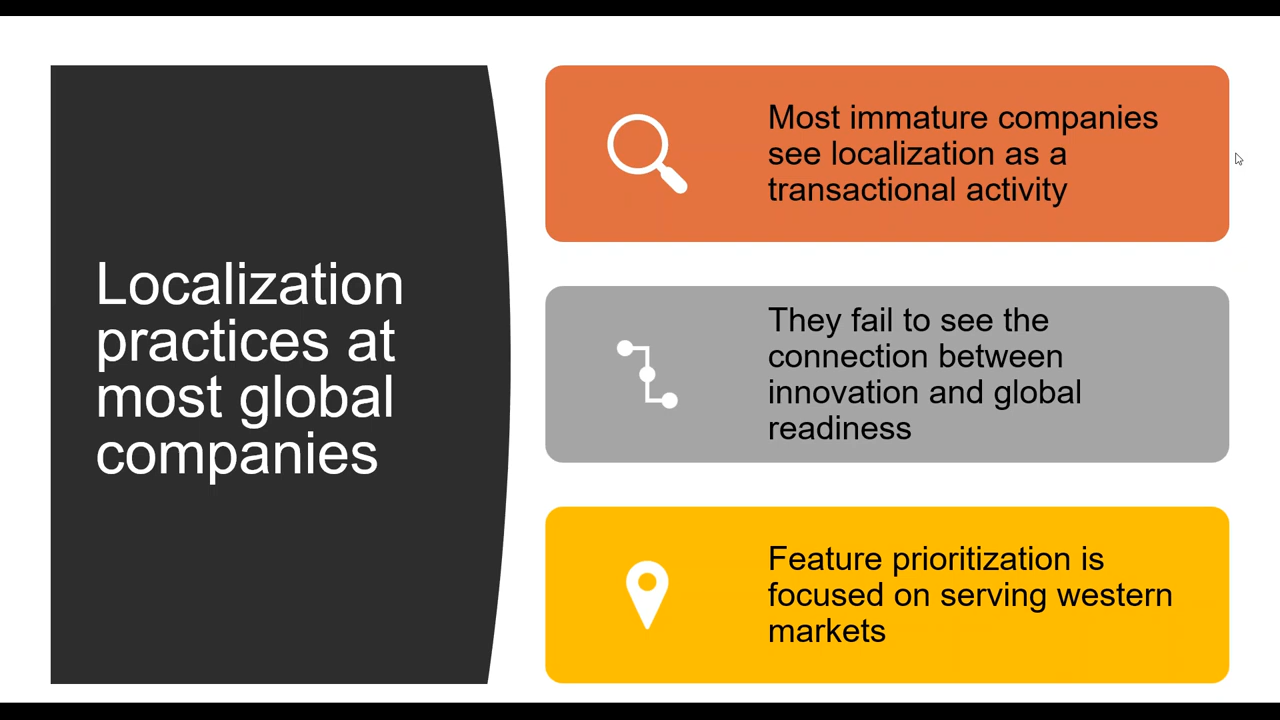 Localization
practices at
most global
companies
Most immature companies
see localization as a
transactional activity
They fail to see the
connection between
innovation and global
readiness
Feature prioritization is
focused on serving western
markets